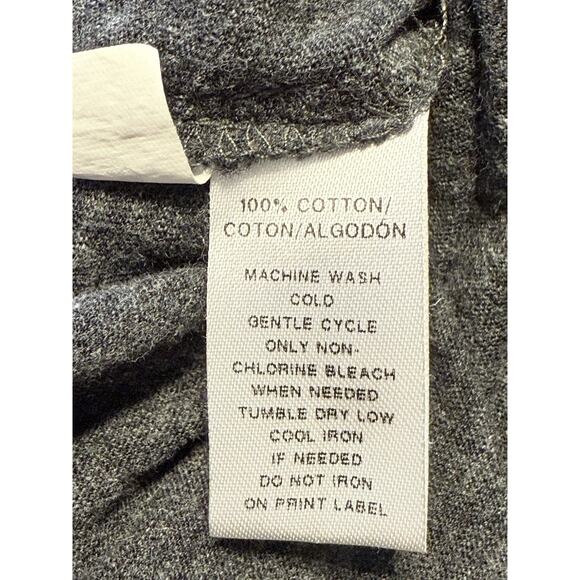 100% COTTON/
COTON/ALGODÓN
MACHINE WASH
COLD
GENTLE CYCLE
ONLY NON-
CHLORINE BLEACH
WHEN NEEDED
TUMBLE DRY LOW
COOL IRON
IF NEEDED
DO NOT IRON
ON PRINT LABEL